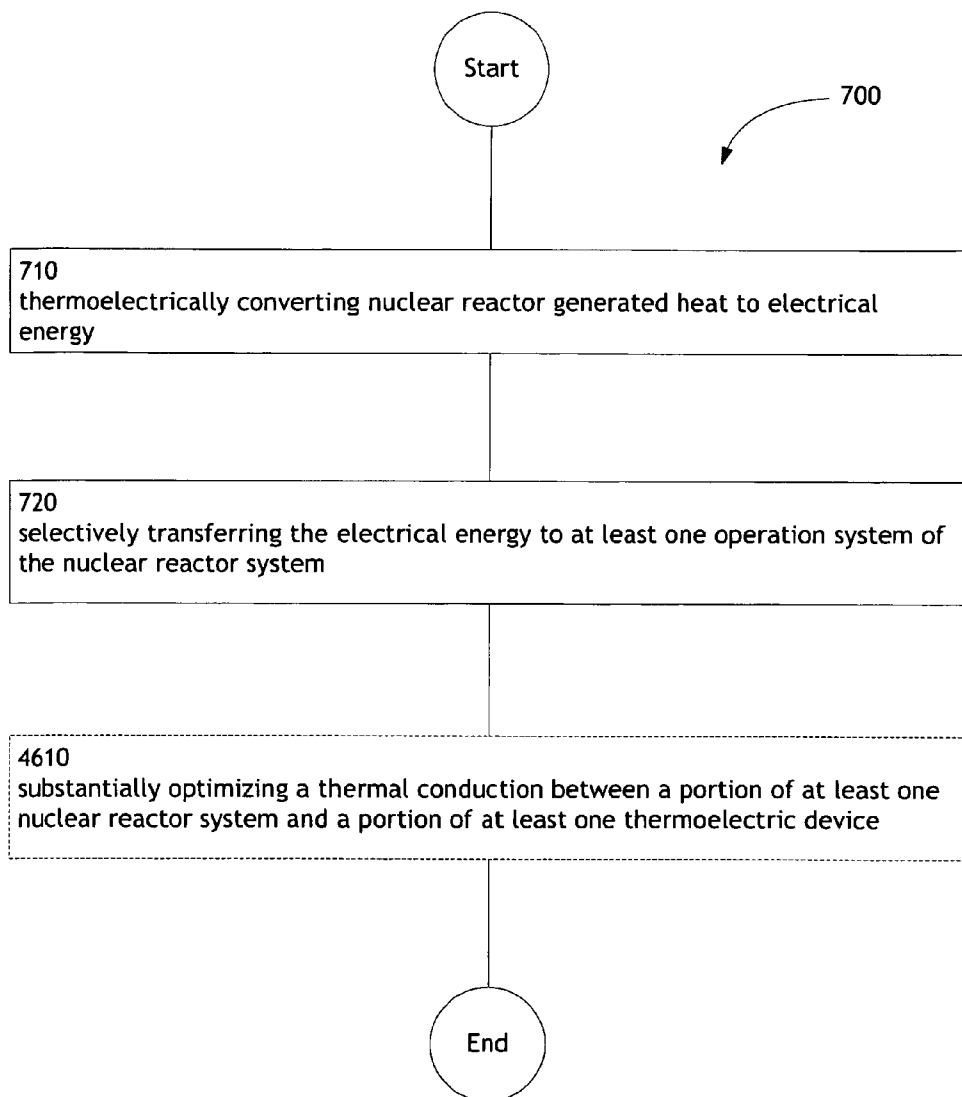 Start
700
710
thermoelectrically converting nuclear reactor generated heat to electrical
energy
720
selectively transferring the electrical energy to at least one operation system of
the nuclear reactor system
4610
substantially optimizing a thermal conduction between a portion of at least one
nuclear reactor system and a portion of at least one thermoelectric device
End